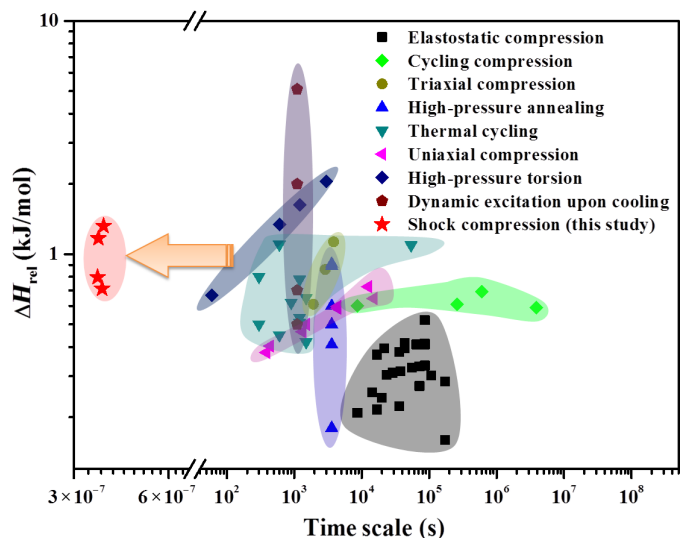 10
1
ΔH_rel (kJ/mol)
Elastostatic compression
Cycling compression
Triaxial compression
High-pressure annealing
Thermal cycling
Uniaxial compression
High-pressure torsion
Dynamic excitation upon cooling
Shock compression (this study)
3×10⁻⁷ 6×10⁻⁷ 10² 10³ 10⁴ 10⁵ 10⁶ 10⁷ 10⁸
Time scale (s)